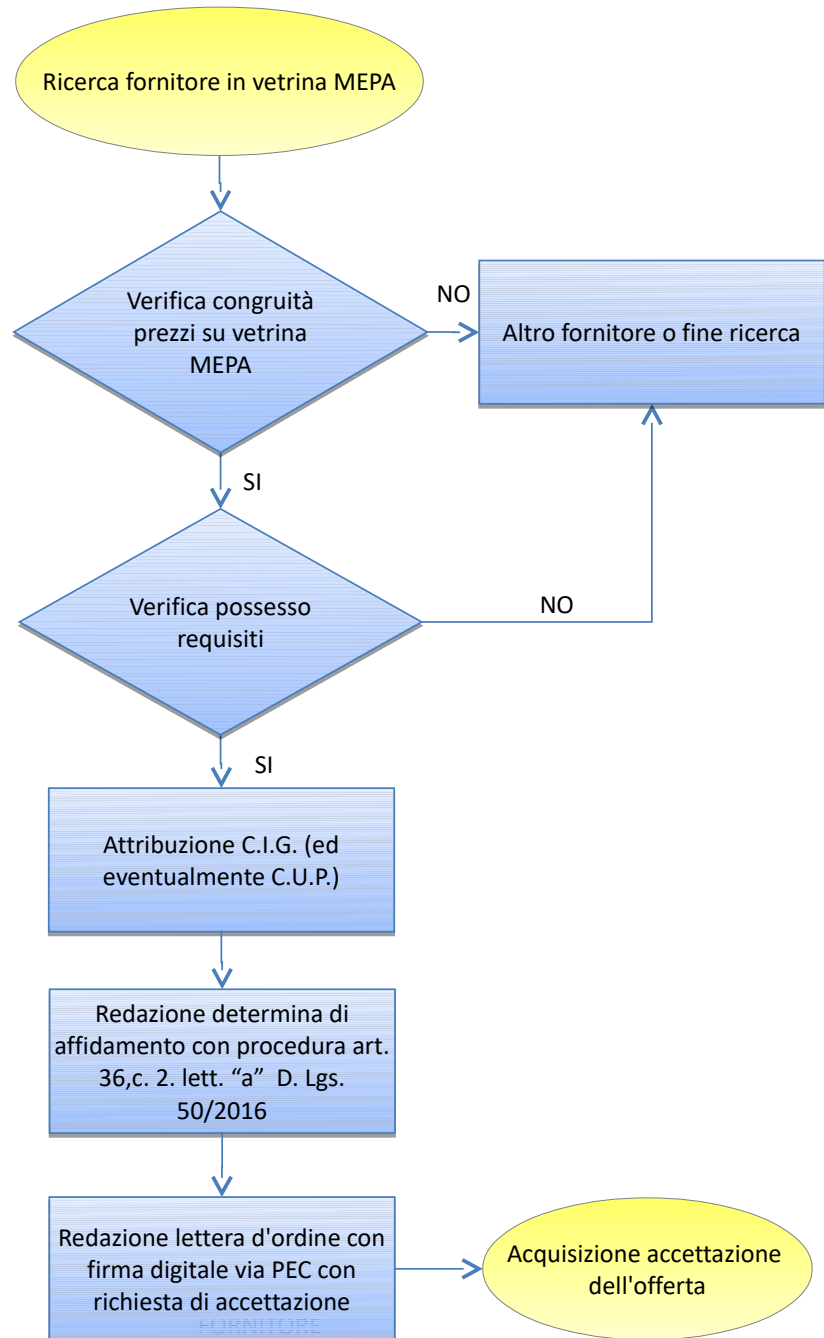 Ricerca fornitore in vetrina MEPA
Verifica congruità
prezzi su vetrina
MEPA
NO
Altro fornitore o fine ricerca
SI
Verifica possesso
requisiti
NO
SI
Attribuzione C.I.G. (ed
eventualmente C.U.P.)
Redazione determina di
affidamento con procedura art.
36,c. 2. lett. “a” D. Lgs.
50/2016
Redazione lettera d'ordine con
firma digitale via PEC con
richiesta di accettazione
FORNITORE
Acquisizione accettazione
dell'offerta